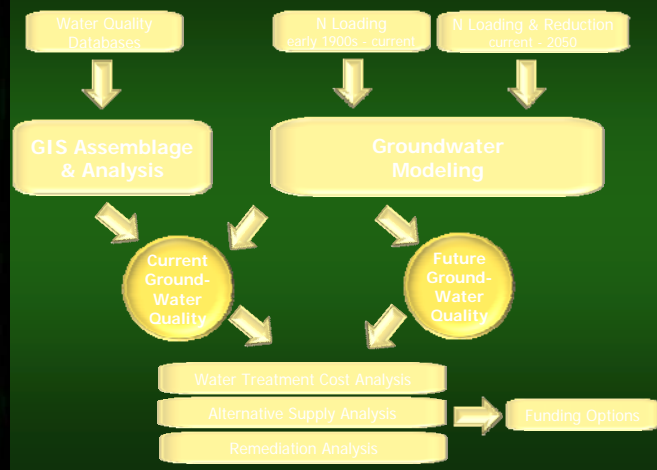 Water Quality
Databases
N Loading
early 1900s - current
N Loading & Reduction
current - 2050
GIS Assemblage
& Analysis
Groundwater
Modeling
Current
Ground-
Water
Quality
Future
Ground-
Water
Quality
Water Treatment Cost Analysis
Alternative Supply Analysis
Remediation Analysis
Funding Options